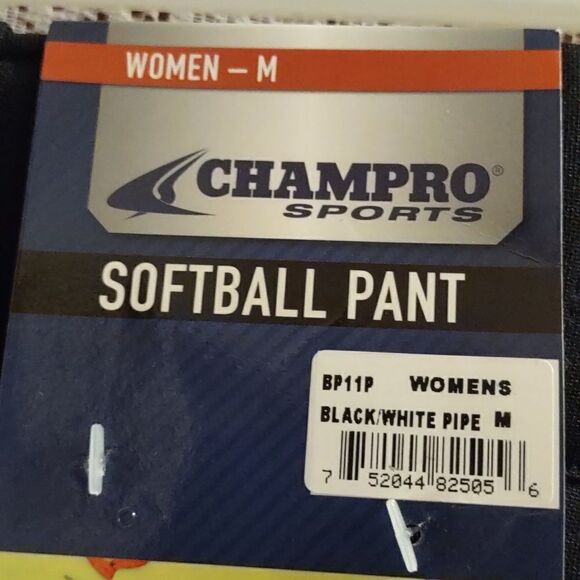 WOMEN – M
CHAMPRO®
SPORTS
SOFTBALL PANT
BP11P WOMENS
BLACK/WHITE PIPE M
7 52044 82505 6